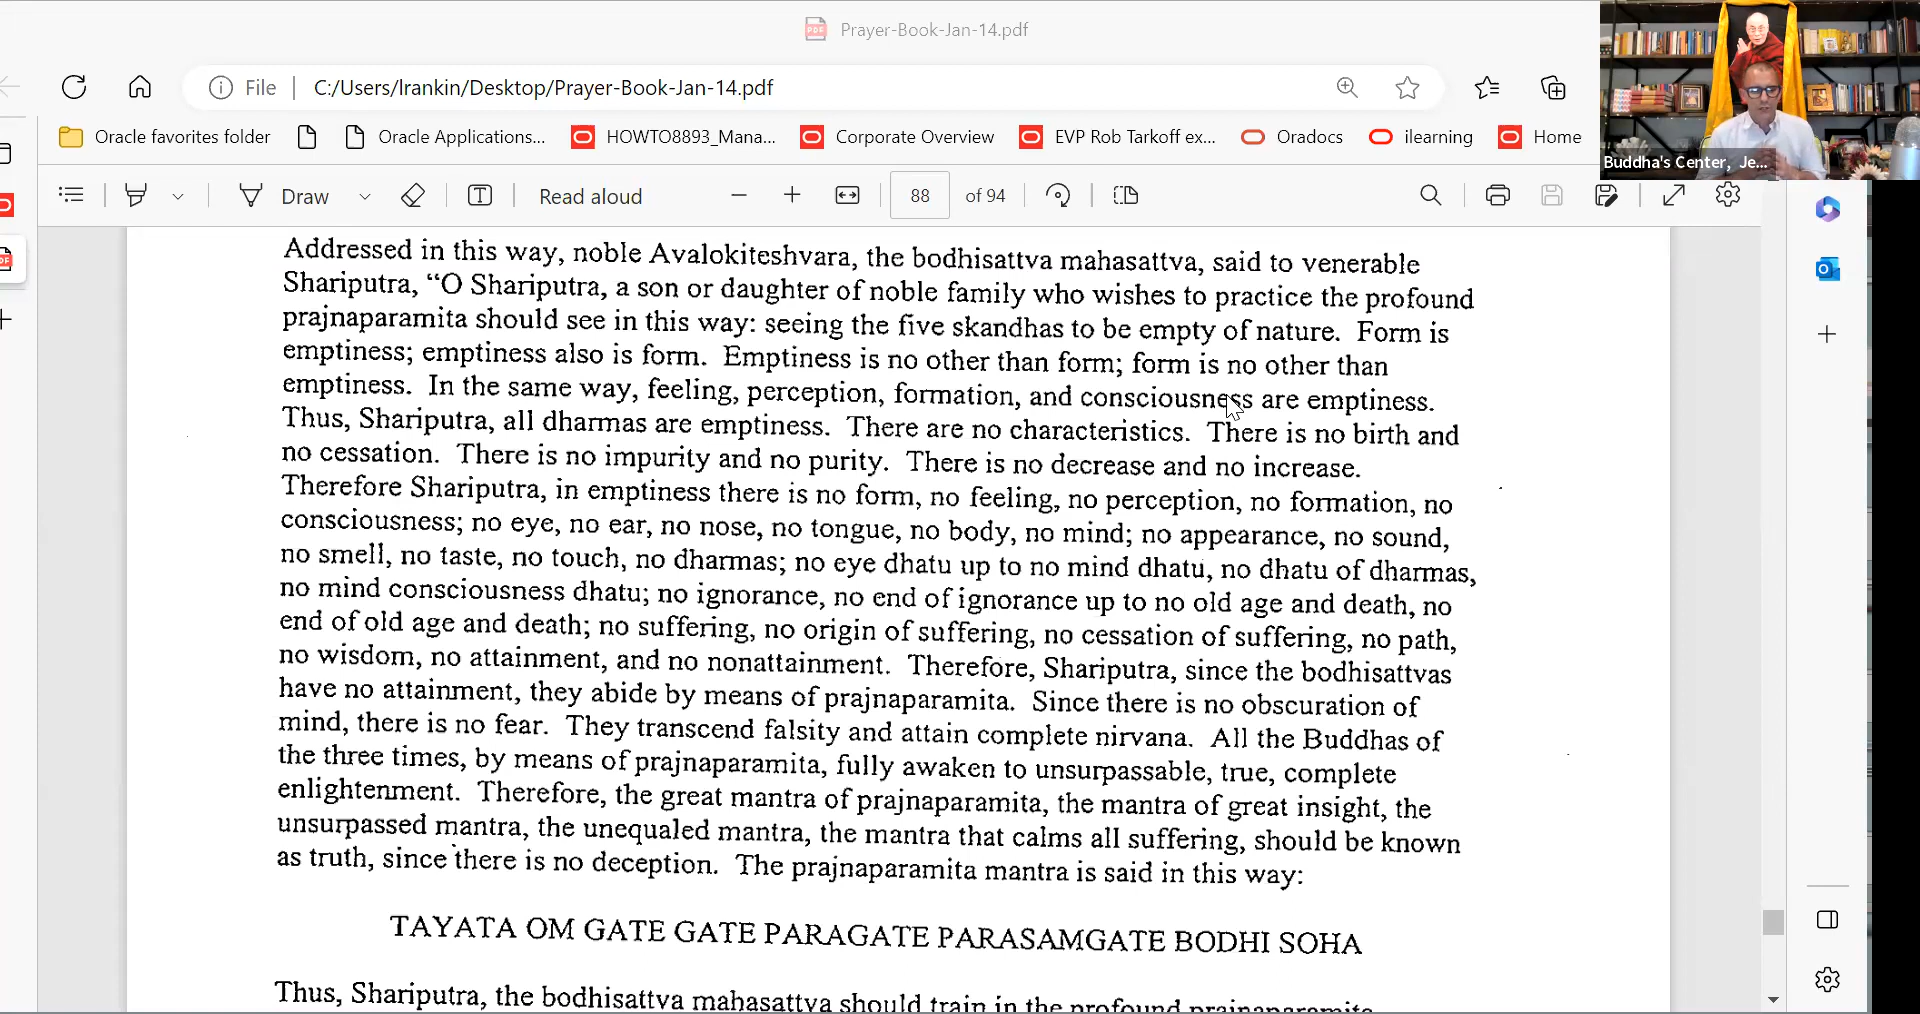 Prayer-Book-Jan-14.pdf
File C:/Users/lrankin/Desktop/Prayer-Book-Jan-14.pdf
Oracle favorites folder Oracle Applications... HOWTO8893_Mana... Corporate Overview EVP Rob Tarkoff ex... Oradocs ilearning Home
Buddha's Center, Je...
Draw Read aloud 88 of 94
Addressed in this way, noble Avalokiteshvara, the bodhisattva mahasattva, said to venerable
Shariputra, “O Shariputra, a son or daughter of noble family who wishes to practice the profound
prajnaparamita should see in this way: seeing the five skandhas to be empty of nature. Form is
emptiness; emptiness also is form. Emptiness is no other than form; form is no other than
emptiness. In the same way, feeling, perception, formation, and consciousness are emptiness.
Thus, Shariputra, all dharmas are emptiness. There are no characteristics. There is no birth and
no cessation. There is no impurity and no purity. There is no decrease and no increase.
Therefore Shariputra, in emptiness there is no form, no feeling, no perception, no formation, no
consciousness; no eye, no ear, no nose, no tongue, no body, no mind; no appearance, no sound,
no smell, no taste, no touch, no dharmas; no eye dhatu up to no mind dhatu, no dhatu of dharmas,
no mind consciousness dhatu; no ignorance, no end of ignorance up to no old age and death, no
end of old age and death; no suffering, no origin of suffering, no cessation of suffering, no path,
no wisdom, no attainment, and no nonattainment. Therefore, Shariputra, since the bodhisattvas
have no attainment, they abide by means of prajnaparamita. Since there is no obscuration of
mind, there is no fear. They transcend falsity and attain complete nirvana. All the Buddhas of
the three times, by means of prajnaparamita, fully awaken to unsurpassable, true, complete
enlightenment. Therefore, the great mantra of prajnaparamita, the mantra of great insight, the
unsurpassed mantra, the unequaled mantra, the mantra that calms all suffering, should be known
as truth, since there is no deception. The prajnaparamita mantra is said in this way:
TAYATA OM GATE GATE PARAGATE PARASAMGATE BODHI SOHA
Thus, Shariputra, the bodhisattva mahasattva should train in the profound prajnaparamita